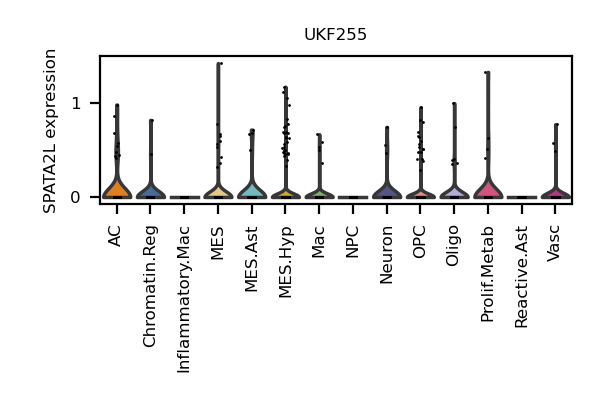 UKF255
SPATA2L expression
1
0
AC
Chromatin.Reg
Inflammatory.Mac
MES
MES.Ast
MES.Hyp
Mac
NPC
Neuron
OPC
Oligo
Prolif.Metab
Reactive.Ast
Vasc